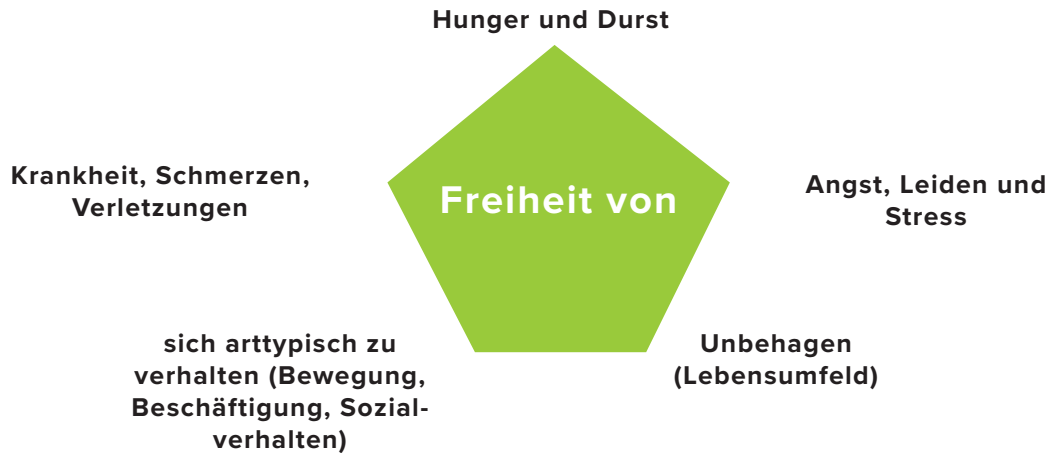 Hunger und Durst
Krankheit, Schmerzen,
Verletzungen
Freiheit von
Angst, Leiden und
Stress
sich arttypisch zu
verhalten (Bewegung,
Beschäftigung, Sozial-
verhalten)
Unbehagen
(Lebensumfeld)